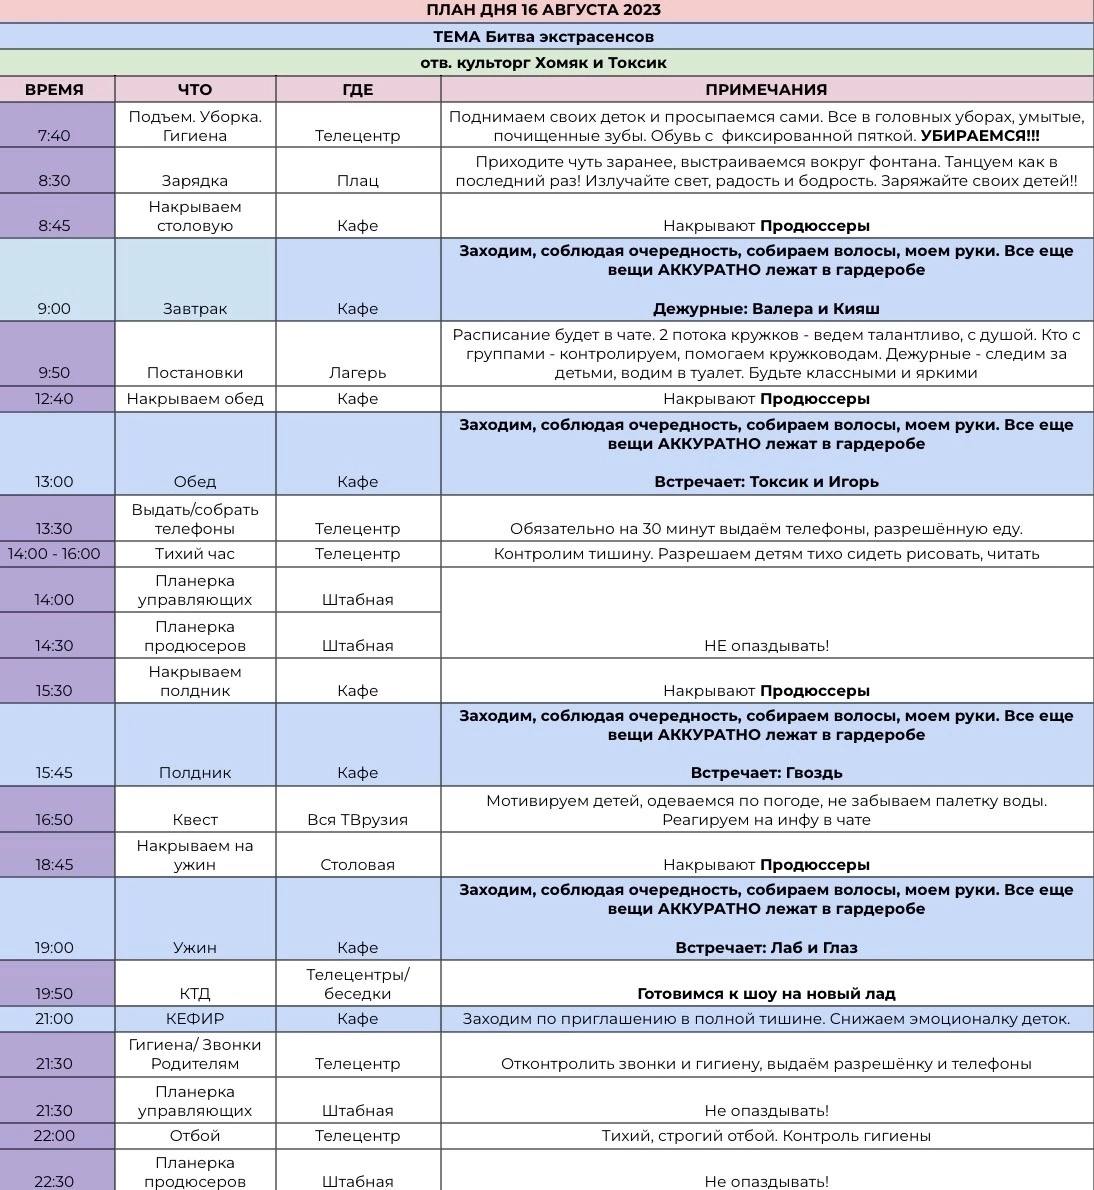 ПЛАН ДНЯ 16 АВГУСТА 2023
ТЕМА Битва экстрасенсов
отв. культорг Хомяк и Токсик
ВРЕМЯ ЧТО ГДЕ ПРИМЕЧАНИЯ
Подъем. Уборка. Поднимаем своих деток и просыпаемся сами. Все в головных уборах, умытые,
7:40 Гигиена Телецентр почищенные зубы. Обувь с фиксированной пяткой. УБИРАЕМСЯ!!!
Приходите чуть заранее, выстраиваемся вокруг фонтана. Танцуем как в
8:30 Зарядка Плац последний раз! Излучайте свет, радость и бодрость. Заряжайте своих детей!!
Накрываем
8:45 столовую Кафе Накрывают Продюссеры
Заходим, соблюдая очередность, собираем волосы, моем руки. Все еще
вещи АККУРАТНО лежат в гардеробе
9:00 Завтрак Кафе Дежурные: Валера и Кияш
Расписание будет в чате. 2 потока кружков - ведем талантливо, с душой. Кто с
группами - контролируем, помогаем кружководам. Дежурные - следим за
9:50 Постановки Лагерь детьми, водим в туалет. Будьте классными и яркими
12:40 Накрываем обед Кафе Накрывают Продюссеры
Заходим, соблюдая очередность, собираем волосы, моем руки. Все еще
вещи АККУРАТНО лежат в гардеробе
13:00 Обед Кафе Встречает: Токсик и Игорь
Выдать/собрать
13:30 телефоны Телецентр Обязательно на 30 минут выдаём телефоны, разрешённую еду.
14:00 - 16:00 Тихий час Телецентр Контролим тишину. Разрешаем детям тихо сидеть рисовать, читать
Планерка
14:00 управляющих Штабная
Планерка
14:30 продюсеров Штабная НЕ опаздывать!
Накрываем
15:30 полдник Кафе Накрывают Продюссеры
Заходим, соблюдая очередность, собираем волосы, моем руки. Все еще
вещи АККУРАТНО лежат в гардеробе
15:45 Полдник Кафе Встречает: Гвоздь
Мотивируем детей, одеваемся по погоде, не забываем палетку воды.
16:50 Квест Вся ТВрузия Реагируем на инфу в чате
Накрываем на
18:45 ужин Столовая Накрывают Продюссеры
Заходим, соблюдая очередность, собираем волосы, моем руки. Все еще
вещи АККУРАТНО лежат в гардеробе
19:00 Ужин Кафе Встречает: Лаб и Глаз
Телецентры/
19:50 КТД беседки Готовимся к шоу на новый лад
21:00 КЕФИР Кафе Заходим по приглашению в полной тишине. Снижаем эмоционалку деток.
Гигиена/ Звонки
21:30 Родителям Телецентр Отконтролить звонки и гигиену, выдаём разрешёнку и телефоны
Планерка
21:30 управляющих Штабная Не опаздывать!
22:00 Отбой Телецентр Тихий, строгий отбой. Контроль гигиены
Планерка
22:30 продюсеров Штабная Не опаздывать!